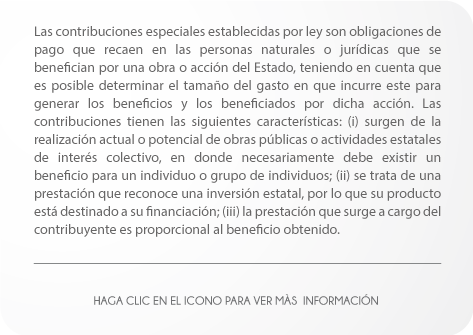 Las contribuciones especiales establecidas por ley son obligaciones de
pago que recaen en las personas naturales o jurídicas que se
benefician por una obra o acción del Estado, teniendo en cuenta que
es posible determinar el tamaño del gasto en que incurre este para
generar los beneficios y los beneficiados por dicha acción. Las
contribuciones tienen las siguientes características: (i) surgen de la
realización actual o potencial de obras públicas o actividades estatales
de interés colectivo, en donde necesariamente debe existir un
beneficio para un individuo o grupo de individuos; (ii) se trata de una
prestación que reconoce una inversión estatal, por lo que su producto
está destinado a su financiación; (iii) la prestación que surge a cargo del
contribuyente es proporcional al beneficio obtenido.
HAGA CLIC EN EL ICONO PARA VER MÀS INFORMACIÓN